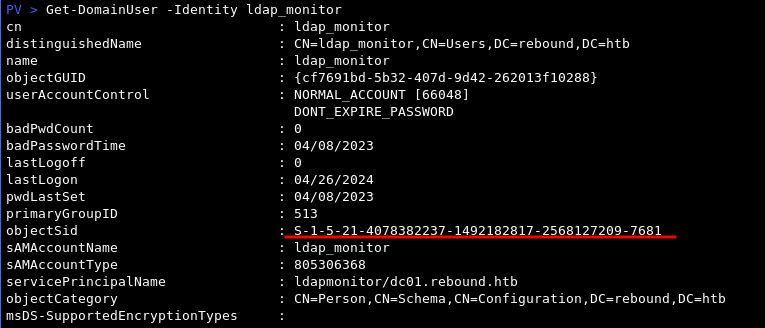 PV > Get-DomainUser -Identity ldap_monitor
cn : ldap_monitor
distinguishedName : CN=ldap_monitor,CN=Users,DC=rebound,DC=htb
name : ldap_monitor
objectGUID : {cf7691bd-5b32-407d-9d42-262013f10288}
userAccountControl : NORMAL_ACCOUNT [66048]
DONT_EXPIRE_PASSWORD
badPwdCount : 0
badPasswordTime : 04/08/2023
lastLogoff : 0
lastLogon : 04/26/2024
pwdLastSet : 04/08/2023
primaryGroupID : 513
objectSid : S-1-5-21-4078382237-1492182817-2568127209-7681
sAMAccountName : ldap_monitor
sAMAccountType : 805306368
servicePrincipalName : ldapmonitor/dc01.rebound.htb
objectCategory : CN=Person,CN=Schema,CN=Configuration,DC=rebound,DC=htb
msDS-SupportedEncryptionTypes :